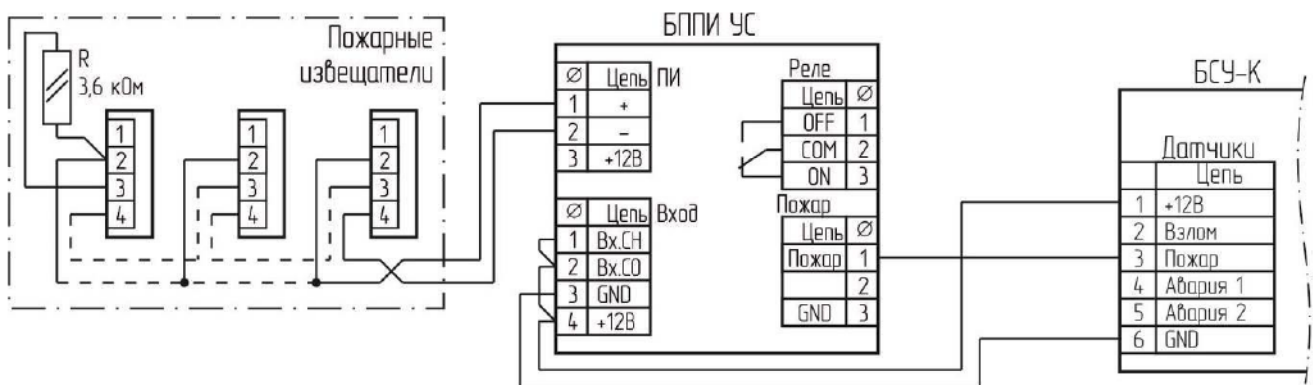 Пожарные извещатели
R
3,6 кОм
1
2
3
4
1
2
3
4
1
2
3
4
БППИ УС
Ø Цепь ПИ
1 +
2 –
3 +12В
Ø Цепь Вход
1 Вх.СН
2 Вх.СО
3 GND
4 +12В
Реле
Цепь Ø
OFF 1
COM 2
ON 3
Пожар
Цепь Ø
Пожар 1
2
GND 3
БСУ-К
Датчики
Цепь
1 +12В
2 Взлом
3 Пожар
4 Авария 1
5 Авария 2
6 GND